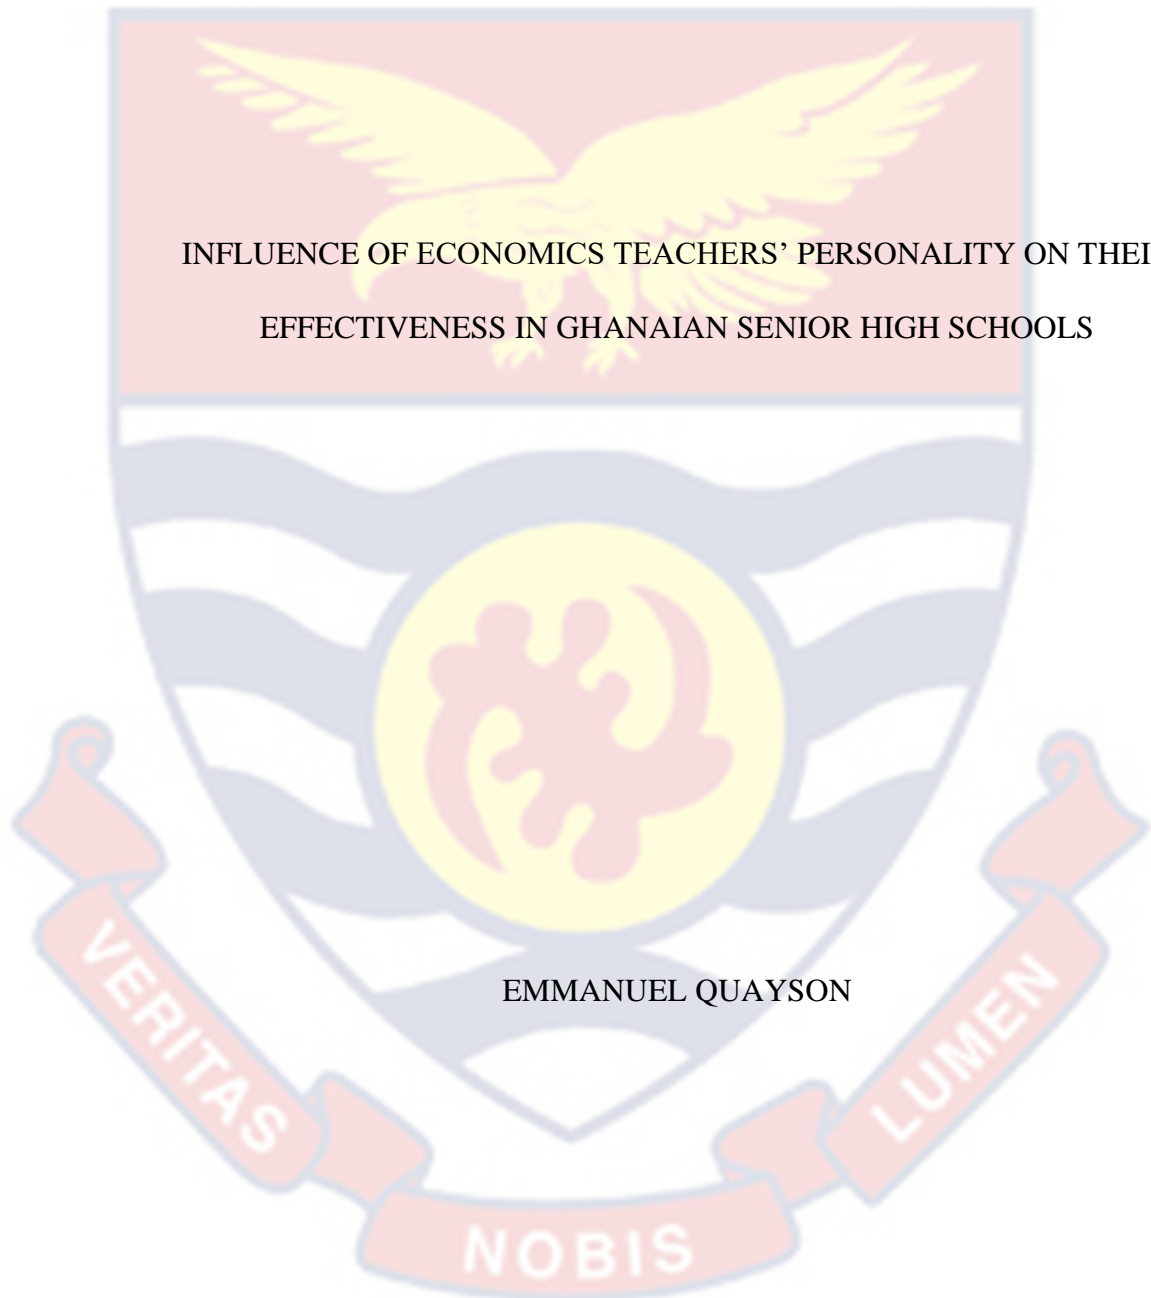 INFLUENCE OF ECONOMICS TEACHERS’ PERSONALITY ON THEI
EFFECTIVENESS IN GHANAIAN SENIOR HIGH SCHOOLS
EMMANUEL QUAYSON
VERITAS
NOBIS
LUMEN